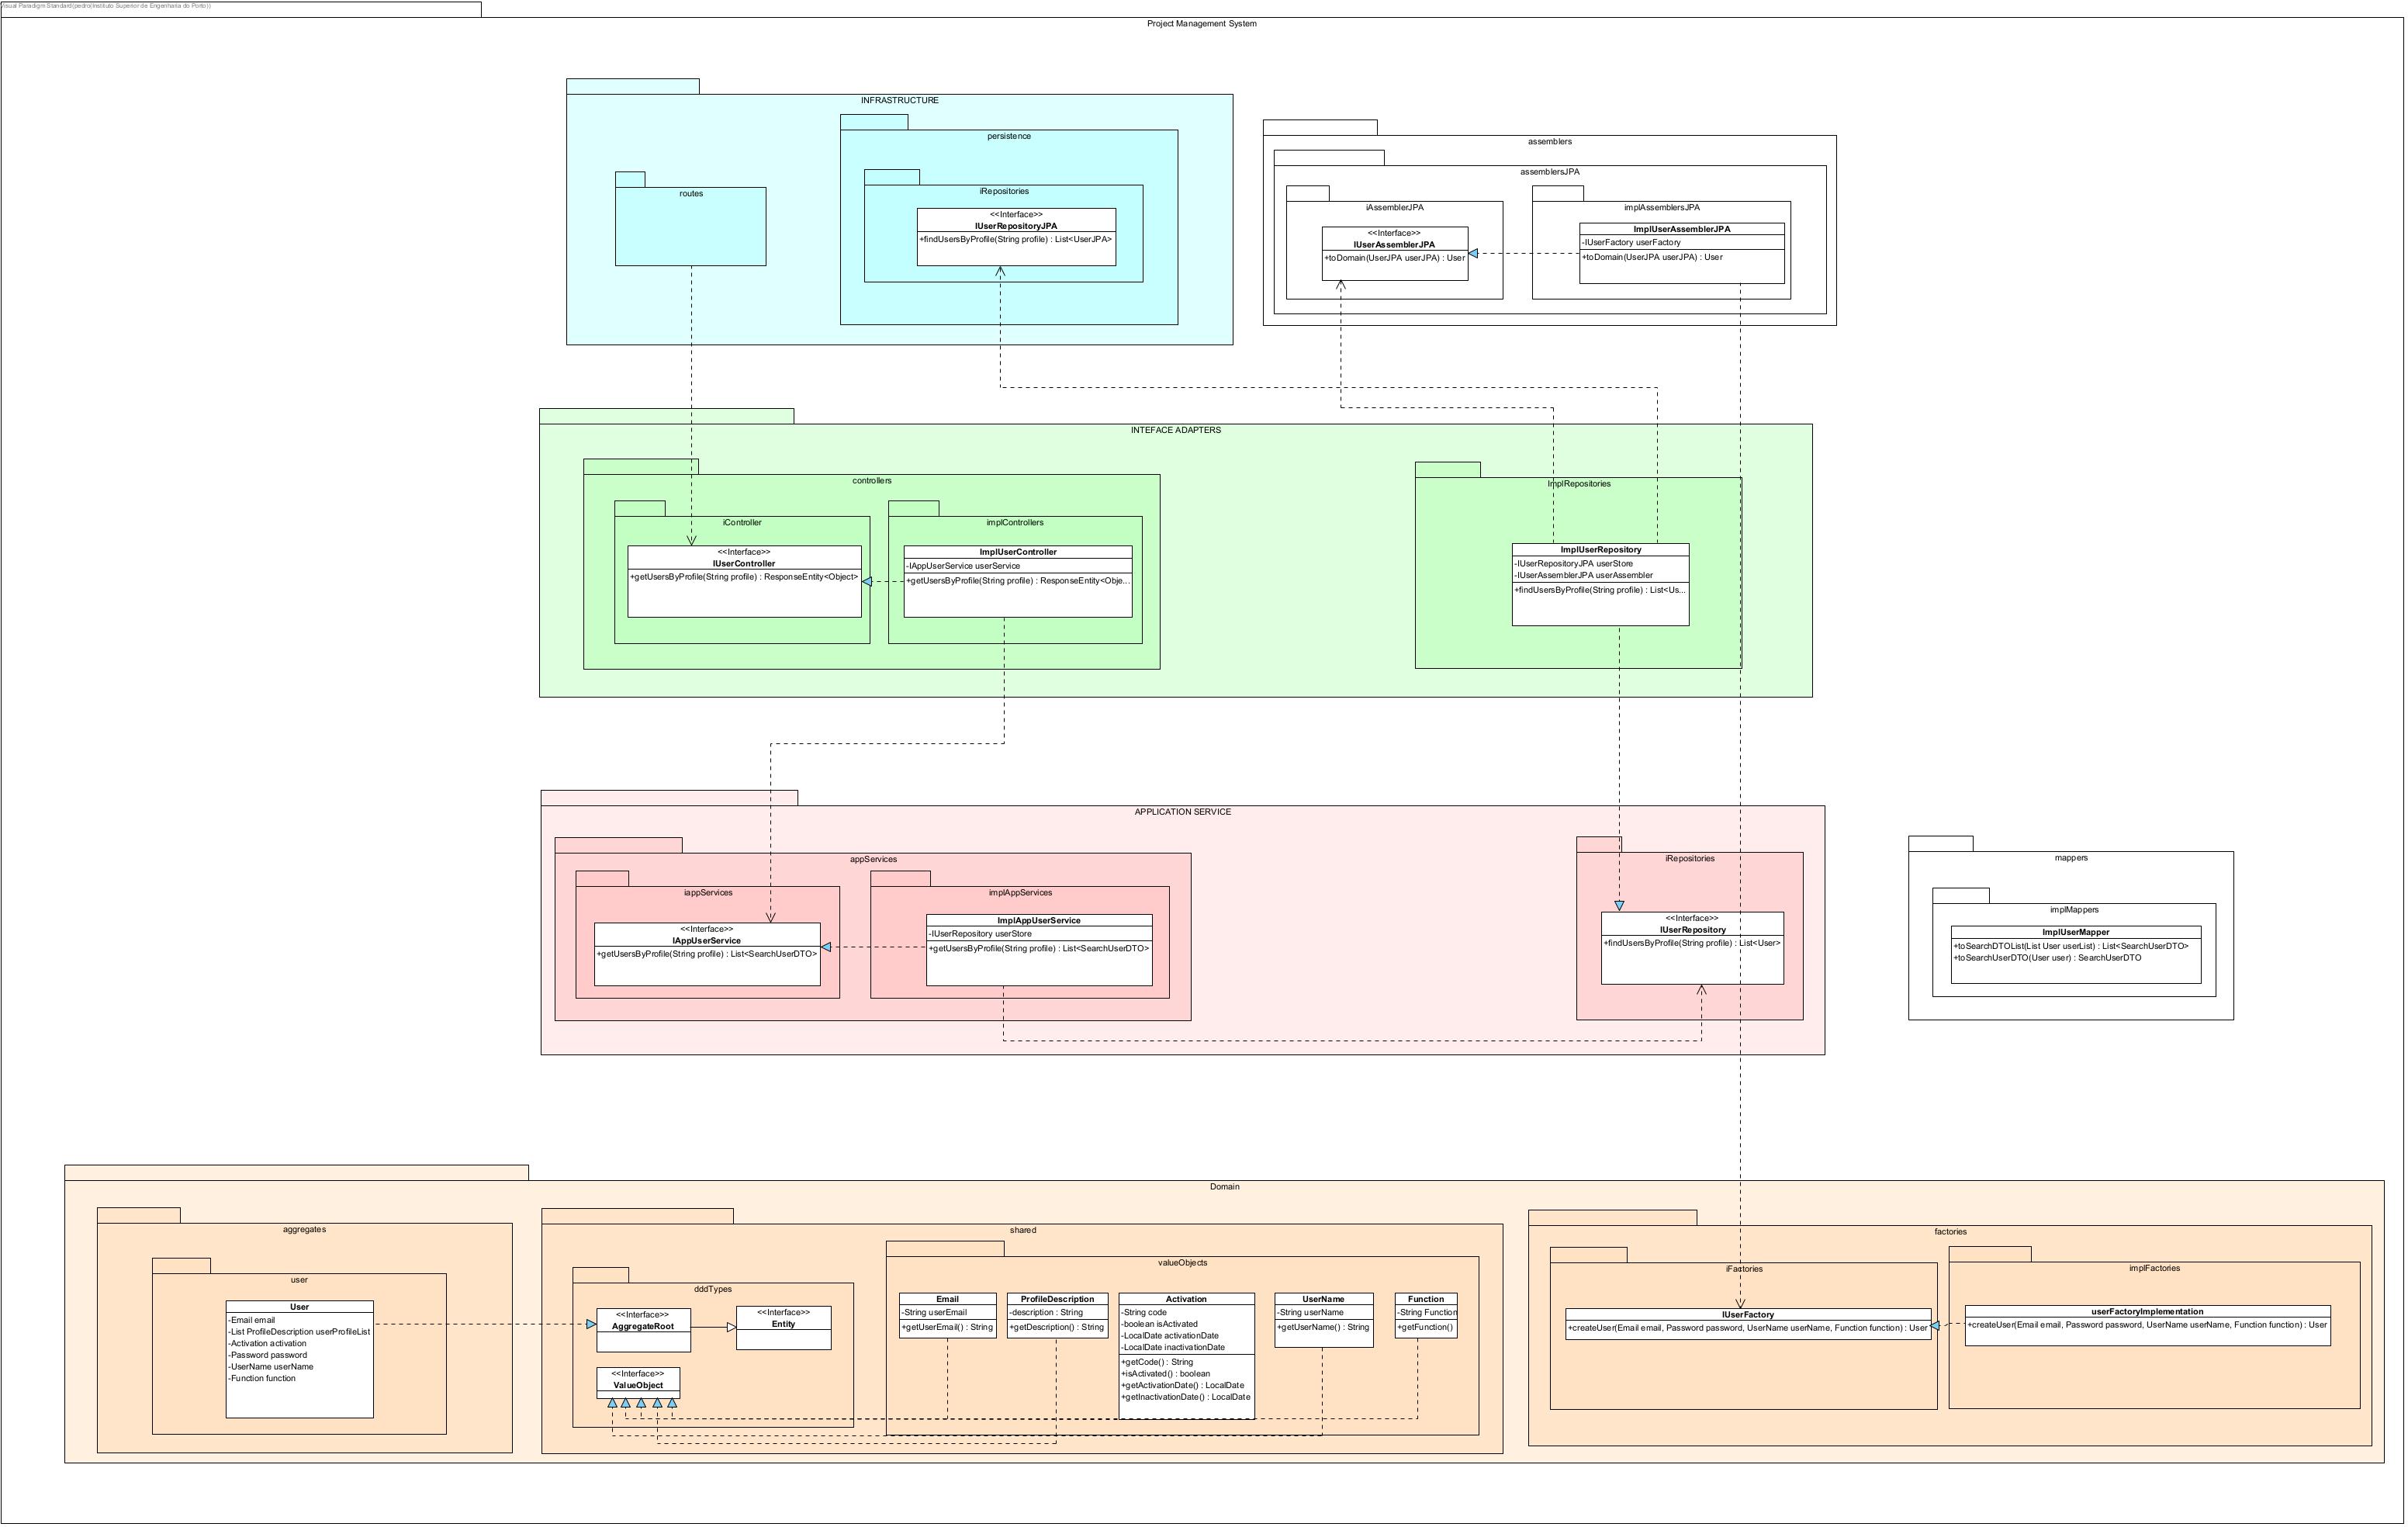 Visual Paradigm Standard(pedro(Instituto Superior de Engenharia do Porto))
Project Management System
INFRASTRUCTURE
routes
persistence
iRepositories
<<Interface>>
IUserRepositoryJPA
+findUsersByProfile(String profile) : List<UserJPA>
assemblers
assemblersJPA
iAssemblerJPA
<<Interface>>
IUserAssemblerJPA
+toDomain(UserJPA userJPA) : User
implAssemblersJPA
ImplUserAssemblerJPA
-IUserFactory userFactory
+toDomain(UserJPA userJPA) : User
INTEFACE ADAPTERS
controllers
iController
<<Interface>>
IUserController
+getUsersByProfile(String profile) : ResponseEntity<Object>
implControllers
ImplUserController
-IAppUserService userService
+getUsersByProfile(String profile) : ResponseEntity<Obje...
ImplRepositories
ImplUserRepository
-IUserRepositoryJPA userStore
-IUserAssemblerJPA userAssembler
+findUsersByProfile(String profile) : List<Us...
APPLICATION SERVICE
appServices
iappServices
<<Interface>>
IAppUserService
+getUsersByProfile(String profile) : List<SearchUserDTO>
implAppServices
ImplAppUserService
-IUserRepository userStore
+getUsersByProfile(String profile) : List<SearchUserDTO>
iRepositories
<<Interface>>
IUserRepository
+findUsersByProfile(String profile) : List<User>
mappers
implMappers
ImplUserMapper
+toSearchDTOList(List User userList) : List<SearchUserDTO>
+toSearchUserDTO(User user) : SearchUserDTO
Domain
aggregates
user
User
-Email email
-List ProfileDescription userProfileList
-Activation activation
-Password password
-UserName userName
-Function function
shared
dddTypes
<<Interface>>
AggregateRoot
<<Interface>>
Entity
<<Interface>>
ValueObject
valueObjects
Email
-String userEmail
+getUserEmail() : String
ProfileDescription
-description : String
+getDescription() : String
Activation
-String code
-boolean isActivated
-LocalDate activationDate
-LocalDate inactivationDate
+getCode() : String
+isActivated() : boolean
+getActivationDate() : LocalDate
+getInactivationDate() : LocalDate
UserName
-String userName
+getUserName() : String
Function
-String Function
+getFunction()
factories
iFactories
IUserFactory
+createUser(Email email, Password password, UserName userName, Function function) : User
implFactories
userFactoryImplementation
+createUser(Email email, Password password, UserName userName, Function function) : User